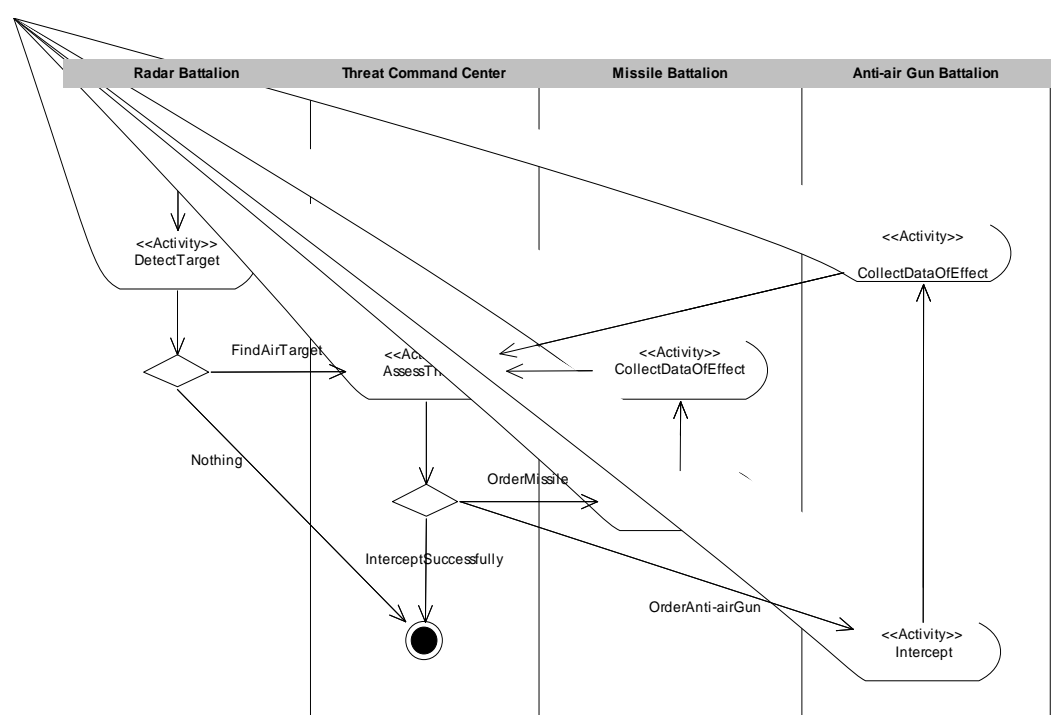 Radar Battalion
Threat Command Center
Missile Battalion
Anti-air Gun Battalion
<<Activity>>
DetectTarget
<<Activity>>
CollectDataOfEffect
FindAirTarget
<<Activity>>
CollectDataOfEffect
Nothing
OrderMissile
InterceptSuccessfully
OrderAnti-airGun
<<Activity>>
Intercept